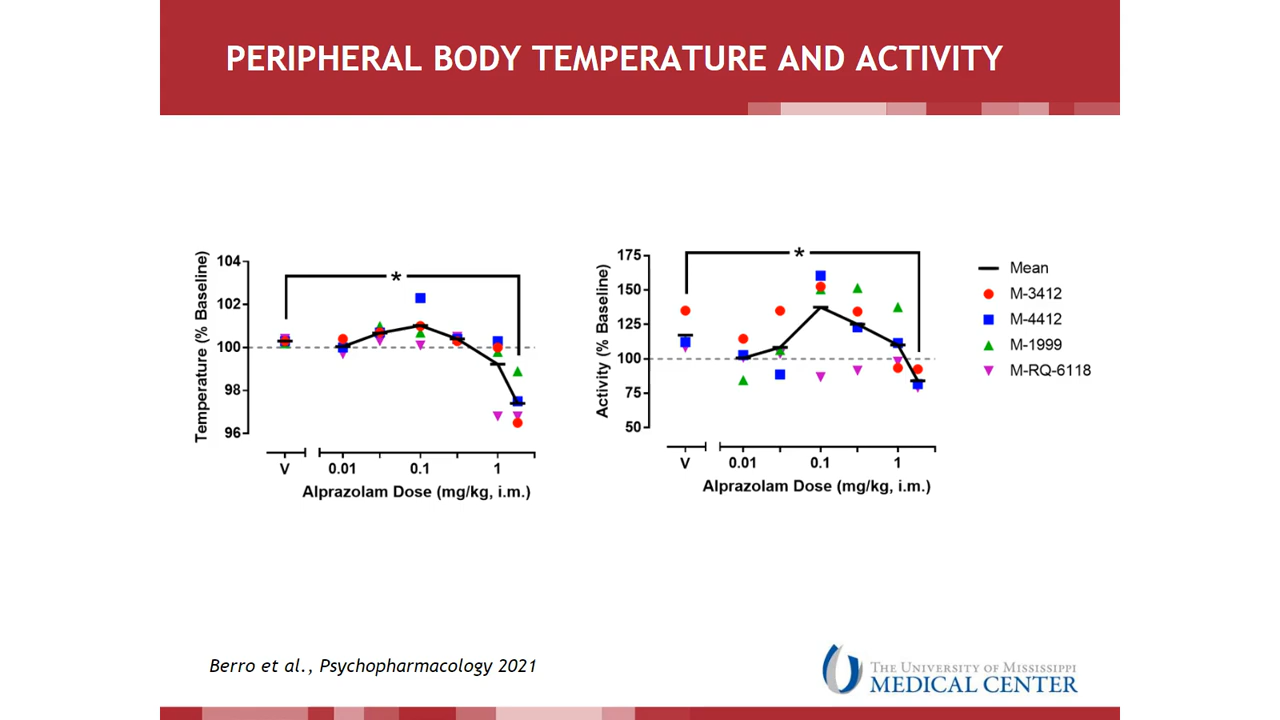 PERIPHERAL BODY TEMPERATURE AND ACTIVITY
Temperature (% Baseline)
104
102
100
98
96
*
V
0.01
0.1
1
Alprazolam Dose (mg/kg, i.m.)
Activity (% Baseline)
175
150
125
100
75
50
*
V
0.01
0.1
1
Alprazolam Dose (mg/kg, i.m.)
Mean
M-3412
M-4412
M-1999
M-RQ-6118
Berro et al., Psychopharmacology 2021
THE UNIVERSITY OF MISSISSIPPI
MEDICAL CENTER